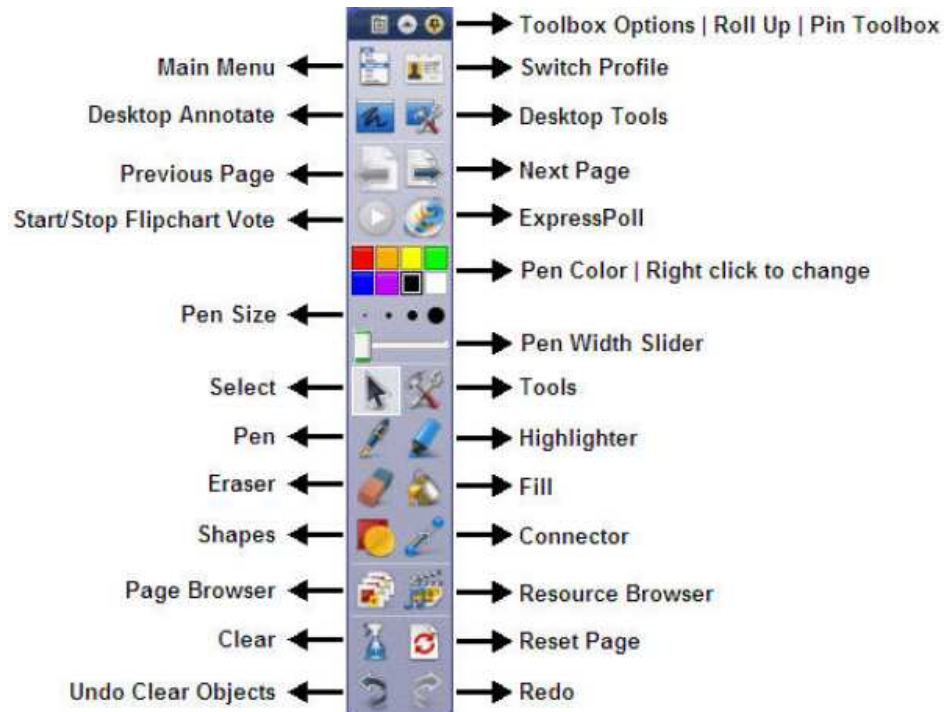 Toolbox Options | Roll Up | Pin Toolbox
Main Menu
Switch Profile
Desktop Annotate
Desktop Tools
Previous Page
Next Page
Start/Stop Flipchart Vote
ExpressPoll
Pen Color | Right click to change
Pen Size
Pen Width Slider
Select
Tools
Pen
Highlighter
Eraser
Fill
Shapes
Connector
Page Browser
Resource Browser
Clear
Reset Page
Undo Clear Objects
Redo